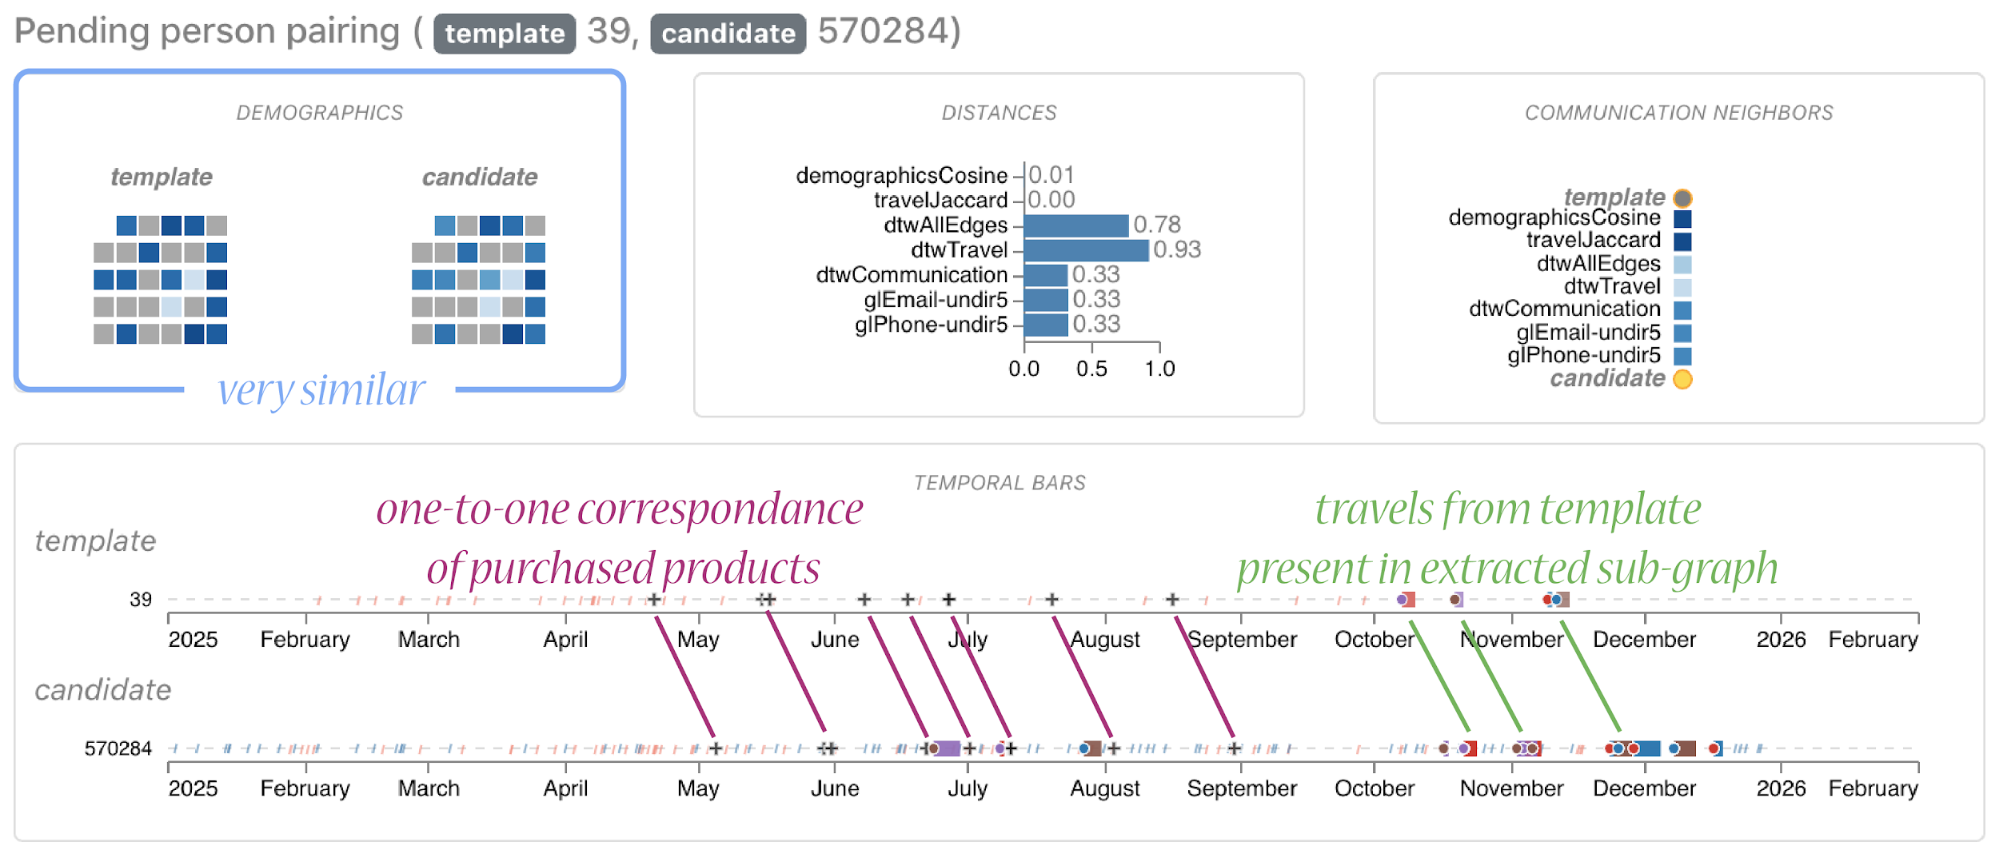 Pending person pairing ( template 39, candidate 570284)
DEMOGRAPHICS
template candidate
very similar
DISTANCES
demographicsCosine 0.01
travelJaccard 0.00
dtwAllEdges 0.78
dtwTravel 0.93
dtwCommunication 0.33
glEmail-undir5 0.33
glPhone-undir5 0.33
0.0 0.5 1.0
COMMUNICATION NEIGHBORS
template
demographicsCosine
travelJaccard
dtwAllEdges
dtwTravel
dtwCommunication
glEmail-undir5
glPhone-undir5
candidate
TEMPORAL BARS
one-to-one correspondance
of purchased products
travels from template
present in extracted sub-graph
template
39
2025 February March April May June July August September October November December 2026 February
candidate
570284
2025 February March April May June July August September October November December 2026 February